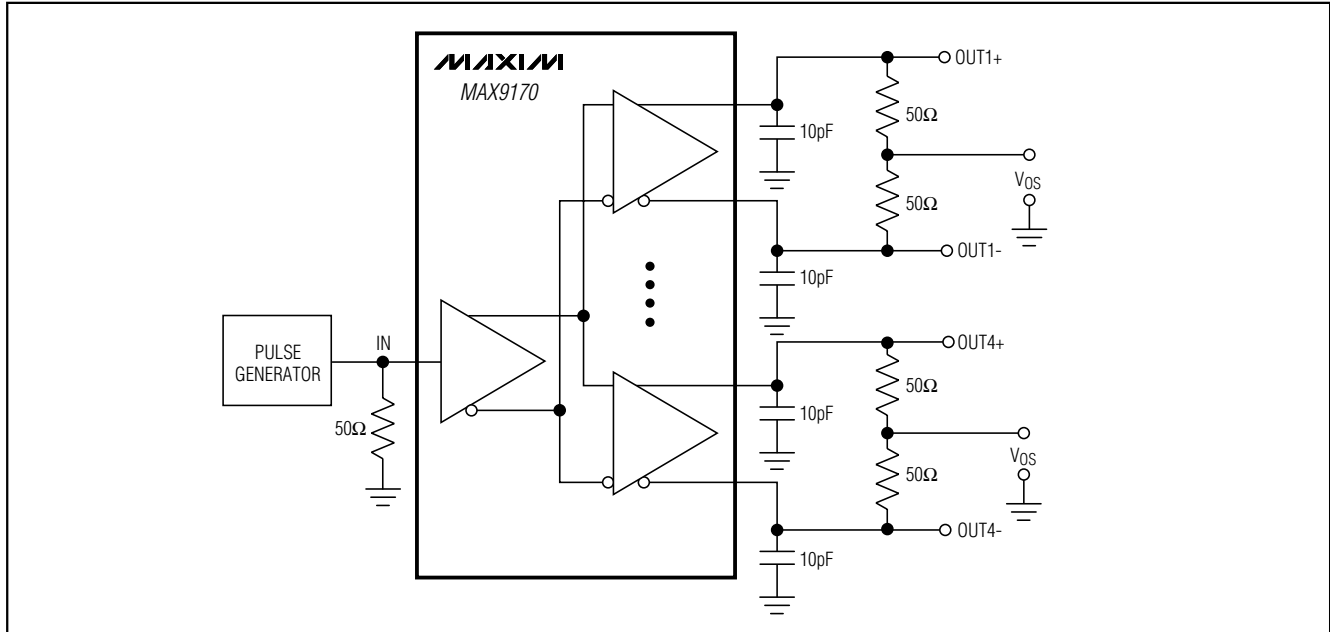 MAXIM
MAX9170
OUT1+
10pF
50Ω
VOS
50Ω
OUT1-
10pF
PULSE
GENERATOR
IN
50Ω
OUT4+
50Ω
10pF
VOS
50Ω
OUT4-
10pF